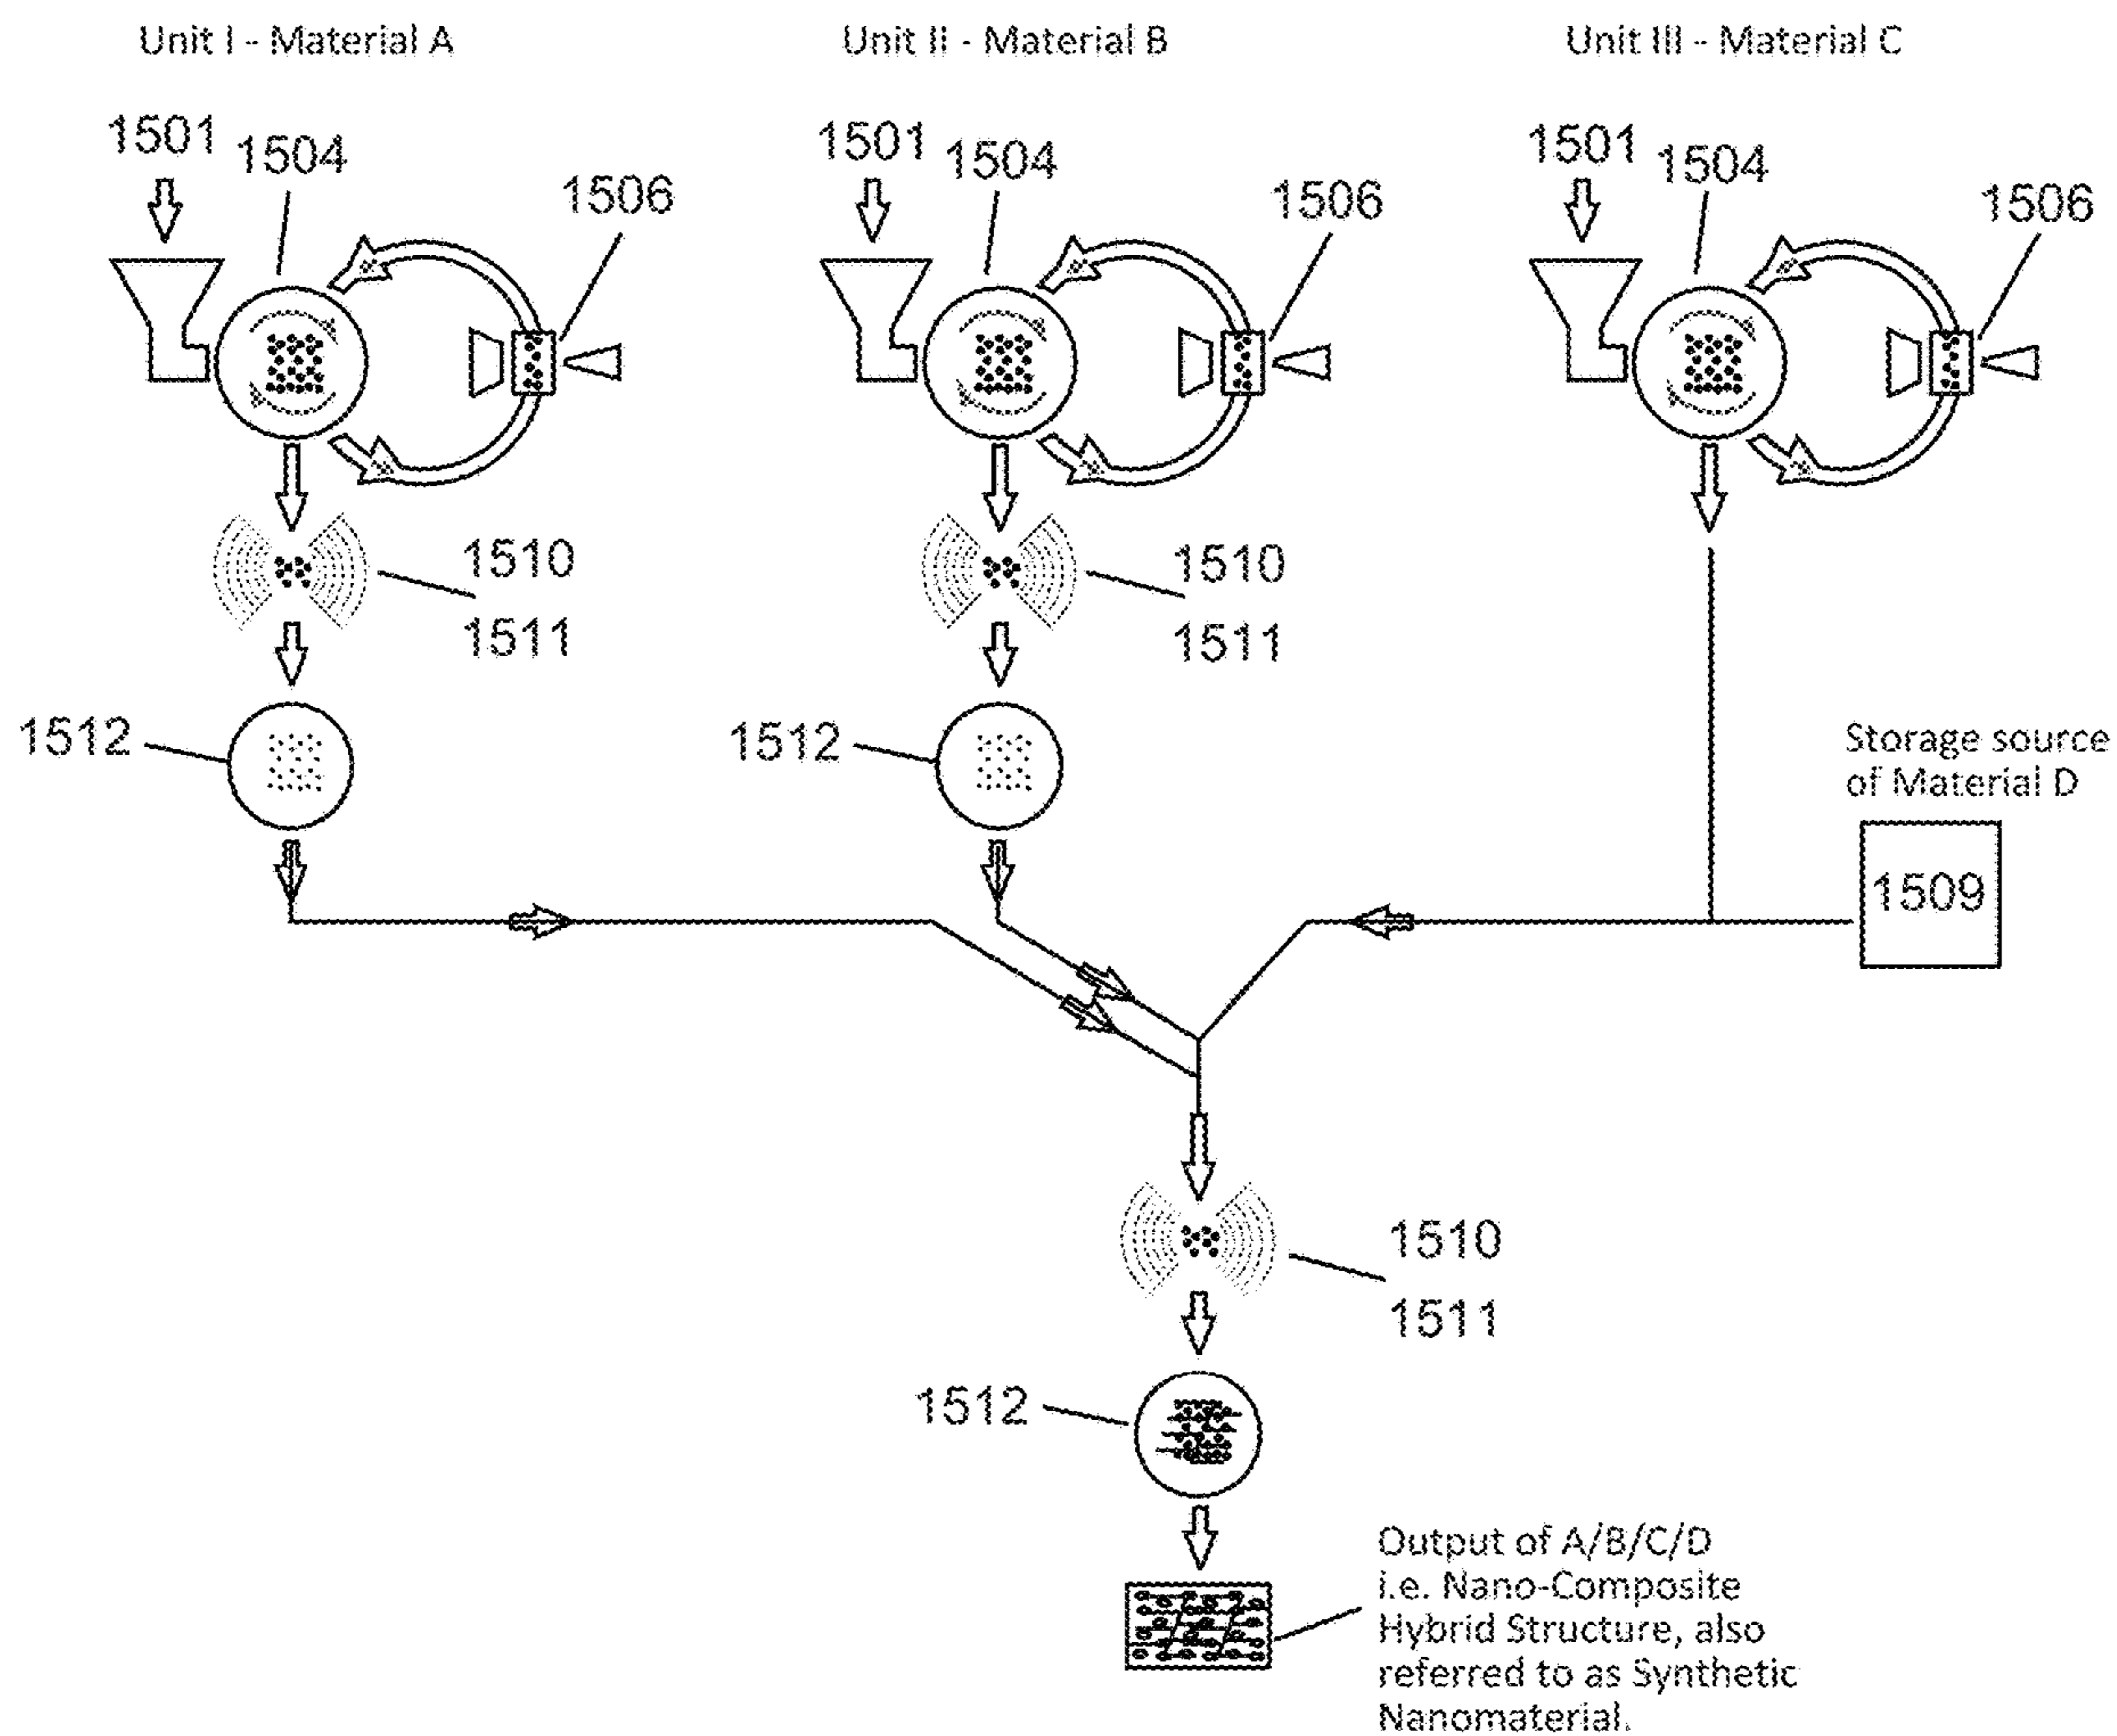 Unit I - Material A
Unit II - Material B
Unit III - Material C
1501
1504
1506
1501
1504
1506
1501
1504
1506
1510
1511
1510
1511
1512
1512
Storage source
of Material D
1509
1510
1511
1512
Output of A/B/C/D
i.e. Nano-Composite
Hybrid Structure, also
referred to as Synthetic
Nanomaterial.